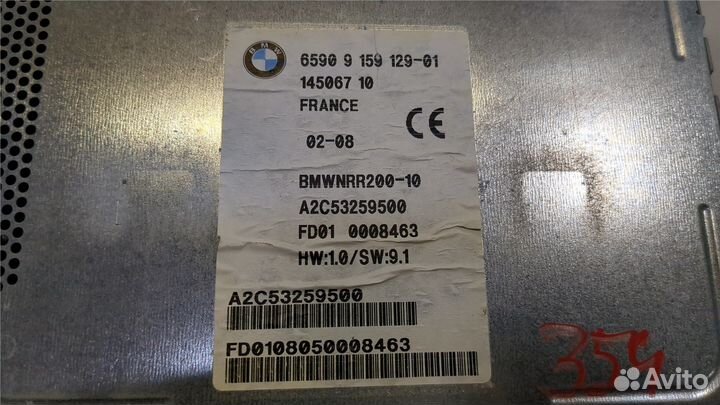 BMW
6590 9 159 129-01
145067 10
FRANCE
CE
02-08
BMWNRR200-10
A2C53259500
FD01 0008463
HW:1.0/SW:9.1
A2C53259500
FD0108050008463
354
Avito